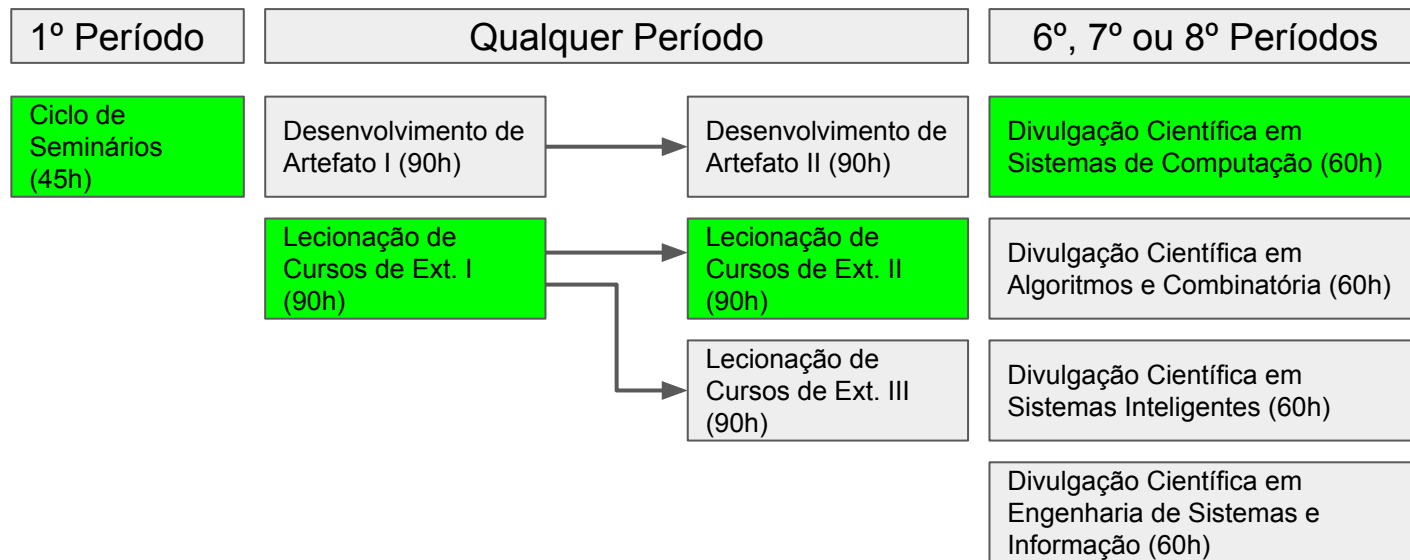 1º Período
Qualquer Período
6º, 7º ou 8º Períodos
Ciclo de
Seminários
(45h)
Desenvolvimento de
Artefato I (90h)
Desenvolvimento de
Artefato II (90h)
Divulgação Científica em
Sistemas de Computação (60h)
Lecionação de
Cursos de Ext. I
(90h)
Lecionação de
Cursos de Ext. II
(90h)
Divulgação Científica em
Algoritmos e Combinatória (60h)
Lecionação de
Cursos de Ext. III
(90h)
Divulgação Científica em
Sistemas Inteligentes (60h)
Divulgação Científica em
Engenharia de Sistemas e
Informação (60h)